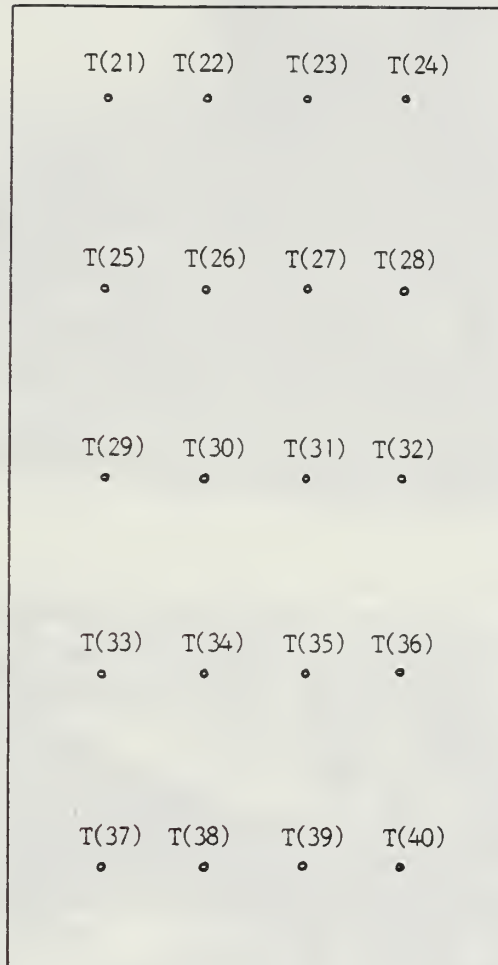 T(21) T(22) T(23) T(24)
T(25) T(26) T(27) T(28)
T(29) T(30) T(31) T(32)
T(33) T(34) T(35) T(36)
T(37) T(38) T(39) T(40)